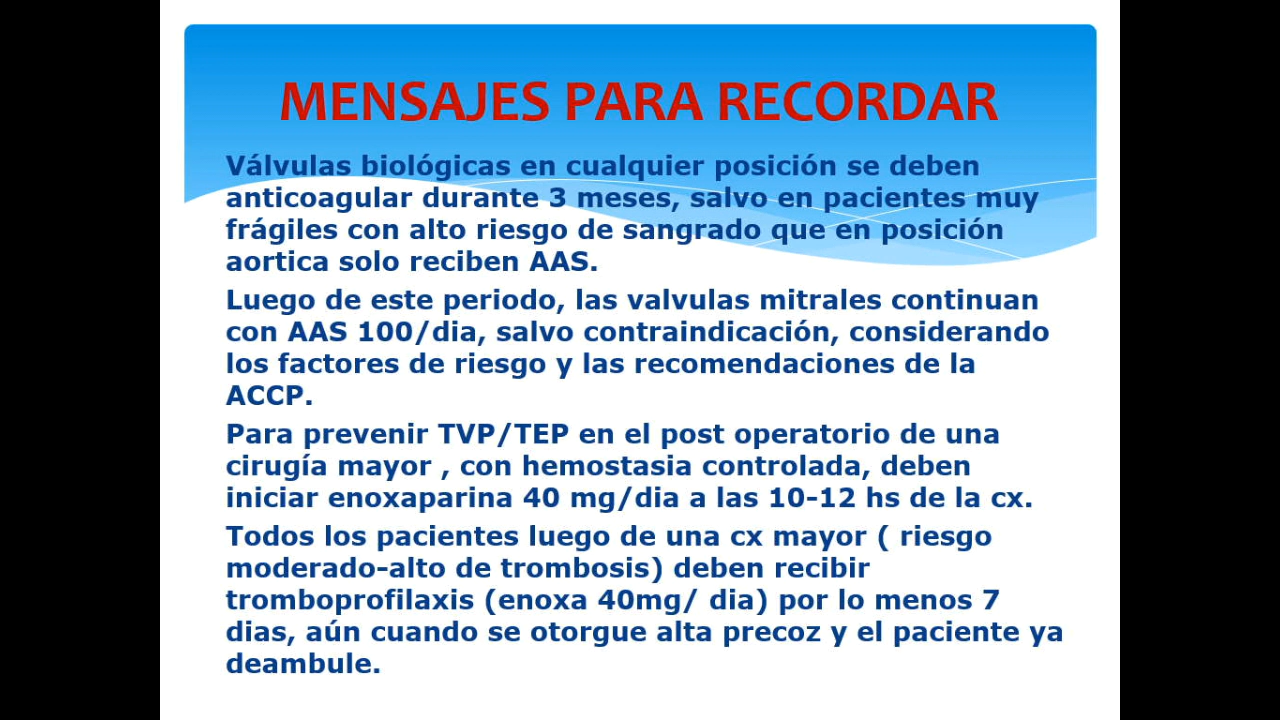 MENSAJES PARA RECORDAR
Válvulas biológicas en cualquier posición se deben
anticoagular durante 3 meses, salvo en pacientes muy
frágiles con alto riesgo de sangrado que en posición
aortica solo reciben AAS.
Luego de este periodo, las valvulas mitrales continuan
con AAS 100/dia, salvo contraindicación, considerando
los factores de riesgo y las recomendaciones de la
ACCP.
Para prevenir TVP/TEP en el post operatorio de una
cirugía mayor , con hemostasia controlada, deben
iniciar enoxaparina 40 mg/dia a las 10-12 hs de la cx.
Todos los pacientes luego de una cx mayor ( riesgo
moderado-alto de trombosis) deben recibir
tromboprofilaxis (enoxa 40mg/ dia) por lo menos 7
dias, aún cuando se otorgue alta precoz y el paciente ya
deambule.